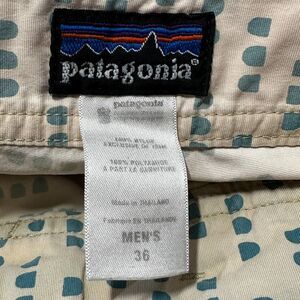 patagonia®
patagonia
100% NYLON
EXCLUSIVE OF TRIM
100% POLYAMIDE
A PART LA GARNITURE
Made in THAILAND
Fabriqué EN THAILANDE
MEN'S
36